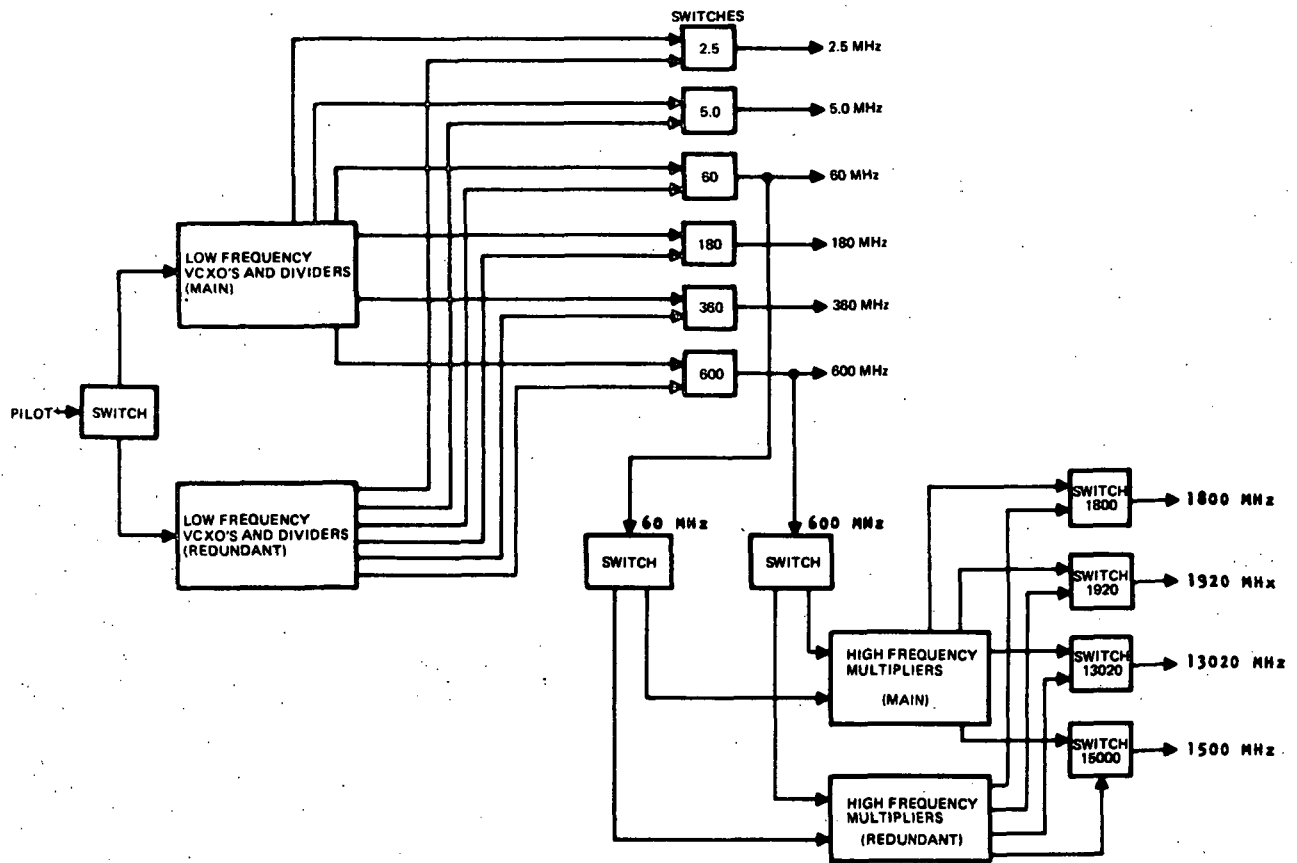 SWITCHES
2.5
2.5 MHz
5.0
5.0 MHz
60
60 MHz
180
180 MHz
360
360 MHz
600
600 MHz
LOW FREQUENCY
VCXO'S AND DIVIDERS
(MAIN)
PILOT
SWITCH
LOW FREQUENCY
VCXO'S AND DIVIDERS
(REDUNDANT)
60 MHz
SWITCH
600 MHz
SWITCH
HIGH FREQUENCY
MULTIPLIERS
(MAIN)
HIGH FREQUENCY
MULTIPLIERS
(REDUNDANT)
SWITCH
1800
1800 MHz
SWITCH
1920
1920 MHx
SWITCH
13020
13020 MHz
SWITCH
15000
1500 MHz